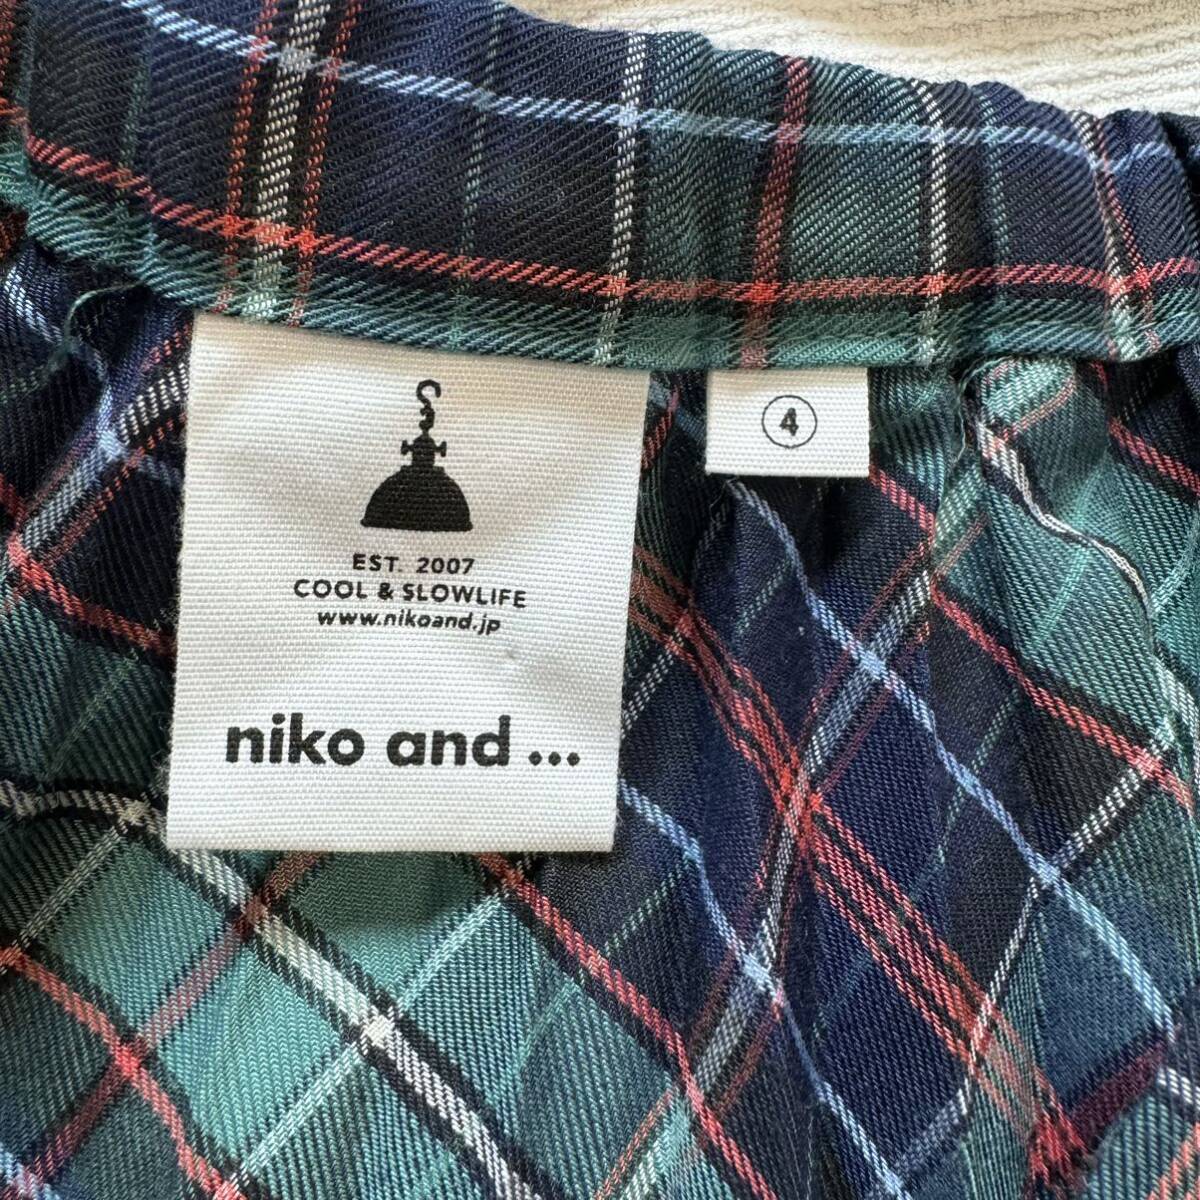 EST. 2007
COOL & SLOWLIFE
www.nikoand.jp
niko and ...
4